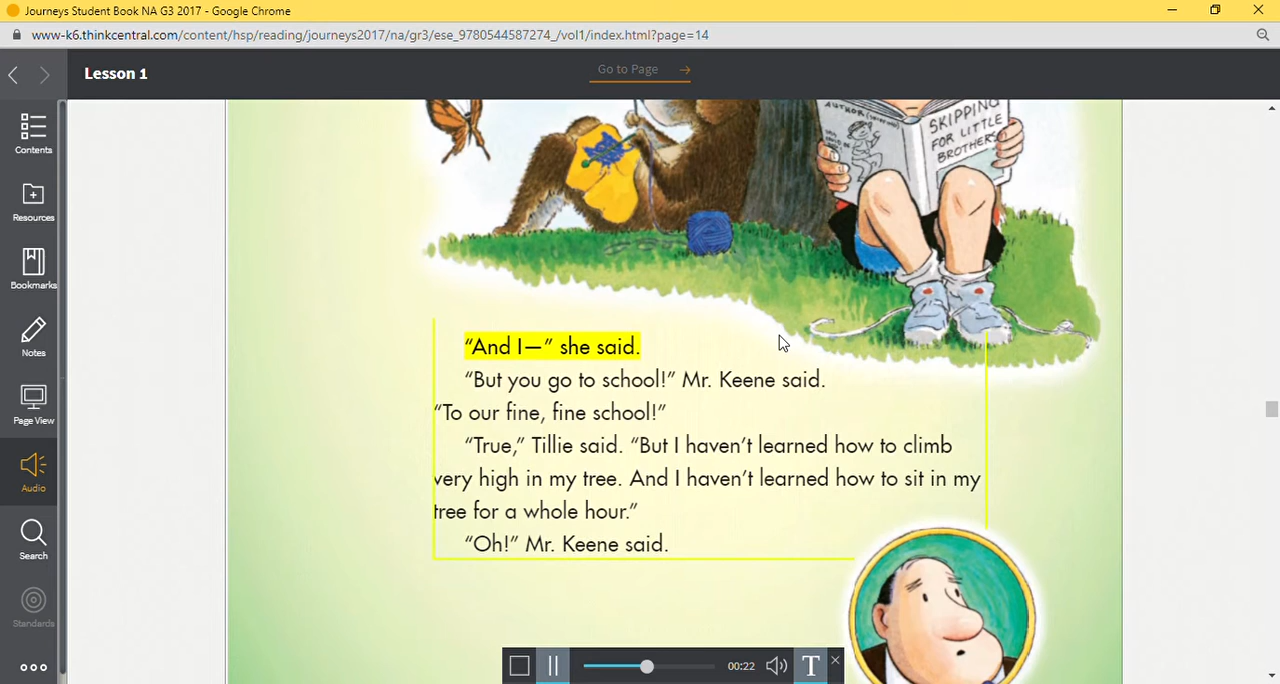 Journeys Student Book NA G3 2017 - Google Chrome
www-k6.thinkcentral.com/content/hsp/reading/journeys2017/na/gr3/ese_9780544587274_/vol1/index.html?page=14
Lesson 1
Go to Page →
Contents
Resources
Bookmarks
Notes
Page View
Audio
Search
Standards
SKIPPING
FOR LITTLE
BROTHERS
“And I—” she said.
“But you go to school!” Mr. Keene said.
“To our fine, fine school!”
“True,” Tillie said. “But I haven’t learned how to climb
very high in my tree. And I haven’t learned how to sit in my
tree for a whole hour.”
“Oh!” Mr. Keene said.
00:22
T